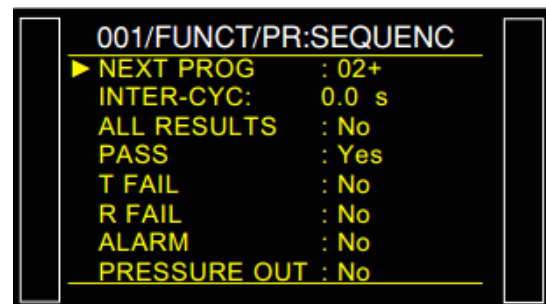 001/FUNCT/PR:SEQUENC
► NEXT PROG : 02+
INTER-CYC: 0.0 s
ALL RESULTS : No
PASS : Yes
T FAIL : No
R FAIL : No
ALARM : No
PRESSURE OUT : No